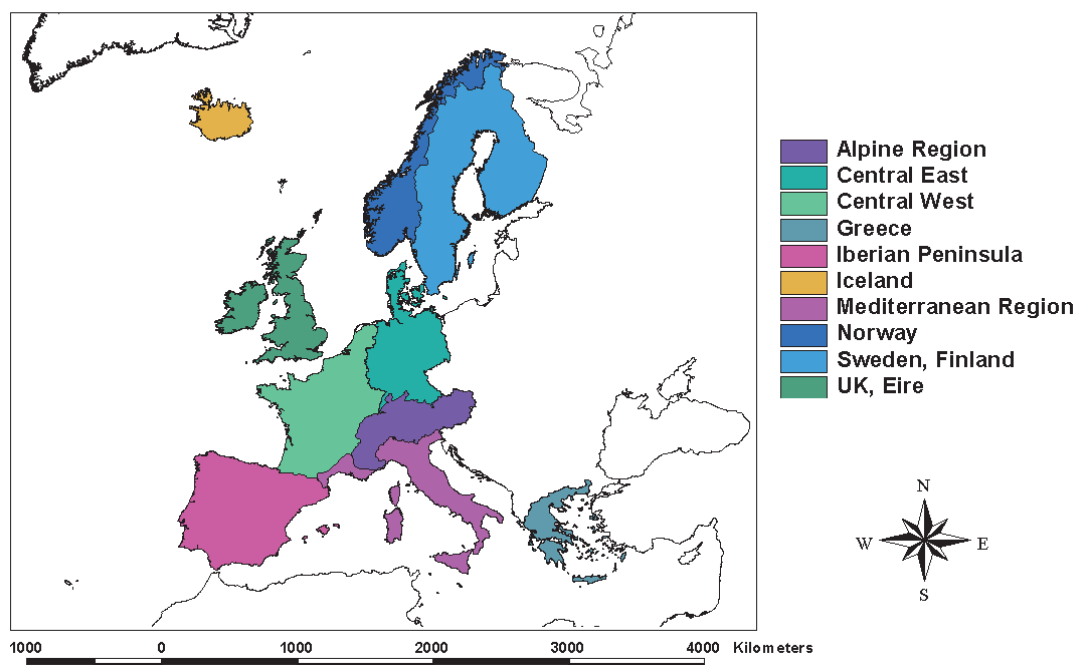 Alpine Region
Central East
Central West
Greece
Iberian Peninsula
Iceland
Mediterranean Region
Norway
Sweden, Finland
UK, Eire
N
W E
S
1000 0 1000 2000 3000 4000 Kilometers